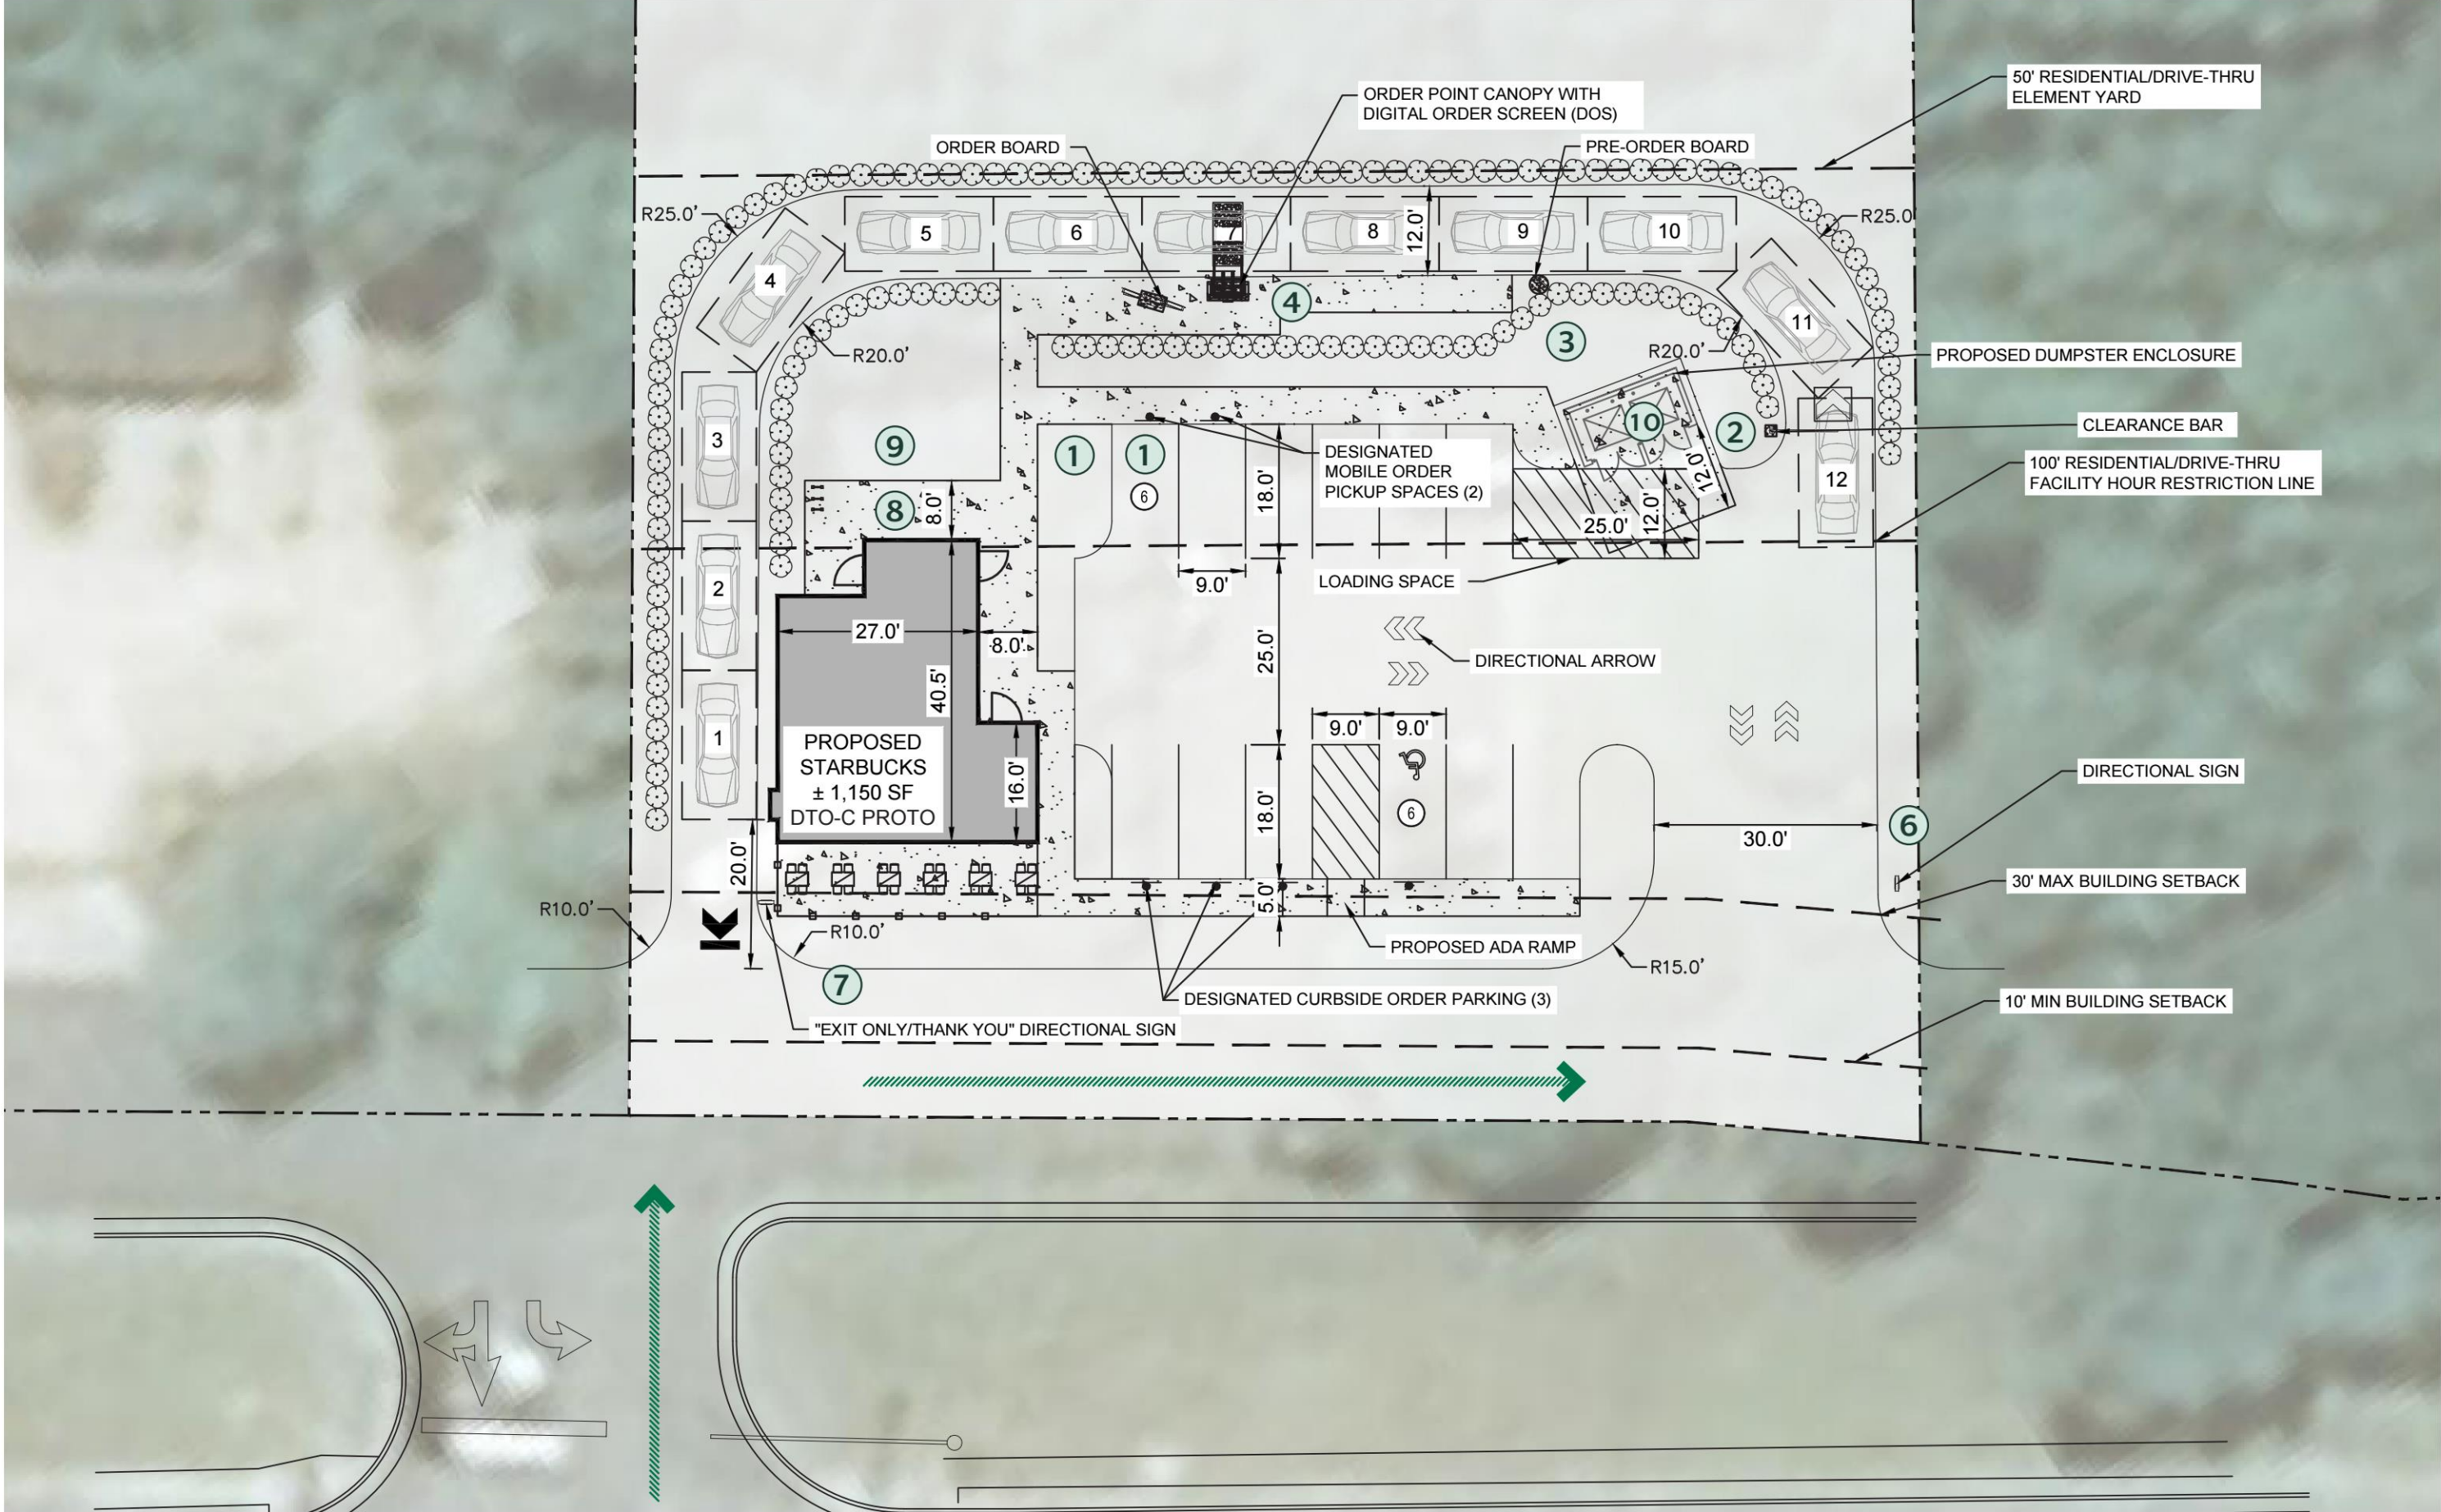 50' RESIDENTIAL/DRIVE-THRU
ELEMENT YARD
ORDER POINT CANOPY WITH
DIGITAL ORDER SCREEN (DOS)
ORDER BOARD
PRE-ORDER BOARD
R25.0'
R25.0'
5
6
7
8
12.0'
9
10
4
11
4
3
R20.0'
R20.0'
PROPOSED DUMPSTER ENCLOSURE
3
9
1
1
10
2
CLEARANCE BAR
DESIGNATED
MOBILE ORDER
PICKUP SPACES (2)
100' RESIDENTIAL/DRIVE-THRU
FACILITY HOUR RESTRICTION LINE
6
18.0'
12.0'
12
8
8.0'
25.0'
12.0'
2
9.0'
LOADING SPACE
27.0'
8.0'
25.0'
DIRECTIONAL ARROW
40.5'
1
9.0'
9.0'
PROPOSED
STARBUCKS
± 1,150 SF
DTO-C PROTO
16.0'
18.0'
6
DIRECTIONAL SIGN
30.0'
6
20.0'
30' MAX BUILDING SETBACK
5.0'
R10.0'
R10.0'
PROPOSED ADA RAMP
R15.0'
7
DESIGNATED CURBSIDE ORDER PARKING (3)
10' MIN BUILDING SETBACK
"EXIT ONLY/THANK YOU" DIRECTIONAL SIGN